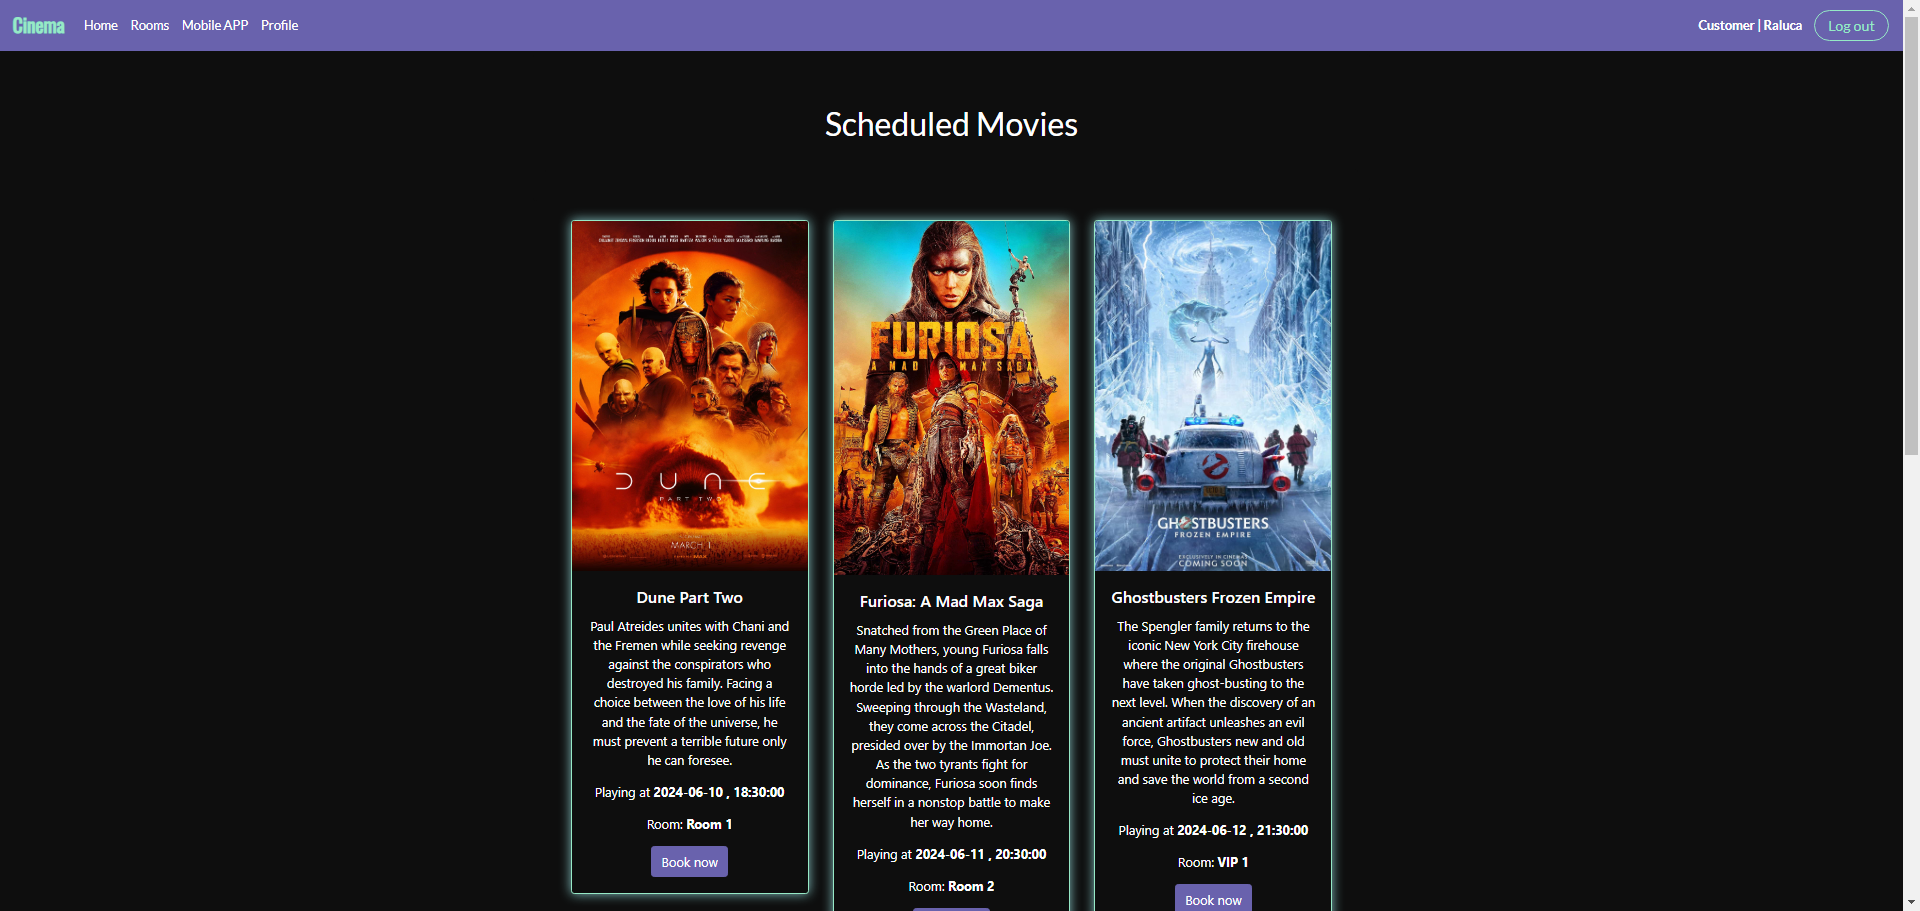 Cinema Home Rooms Mobile APP Profile Customer | Raluca Log out
Scheduled Movies
DUNE
PART TWO
MARCH 1
Dune Part Two
Paul Atreides unites with Chani and
the Fremen while seeking revenge
against the conspirators who
destroyed his family. Facing a
choice between the love of his life
and the fate of the universe, he
must prevent a terrible future only
he can foresee.
Playing at 2024-06-10 , 18:30:00
Room: Room 1
Book now
FURIOSA
A MAD MAX SAGA
Furiosa: A Mad Max Saga
Snatched from the Green Place of
Many Mothers, young Furiosa falls
into the hands of a great biker
horde led by the warlord Dementus.
Sweeping through the Wasteland,
they come across the Citadel,
presided over by the Immortan Joe.
As the two tyrants fight for
dominance, Furiosa soon finds
herself in a nonstop battle to make
her way home.
Playing at 2024-06-11 , 20:30:00
Room: Room 2
GHOSTBUSTERS
FROZEN EMPIRE
EXCLUSIVELY IN CINEMAS
COMING SOON
Ghostbusters Frozen Empire
The Spengler family returns to the
iconic New York City firehouse
where the original Ghostbusters
have taken ghost-busting to the
next level. When the discovery of an
ancient artifact unleashes an evil
force, Ghostbusters new and old
must unite to protect their home
and save the world from a second
ice age.
Playing at 2024-06-12 , 21:30:00
Room: VIP 1
Book now